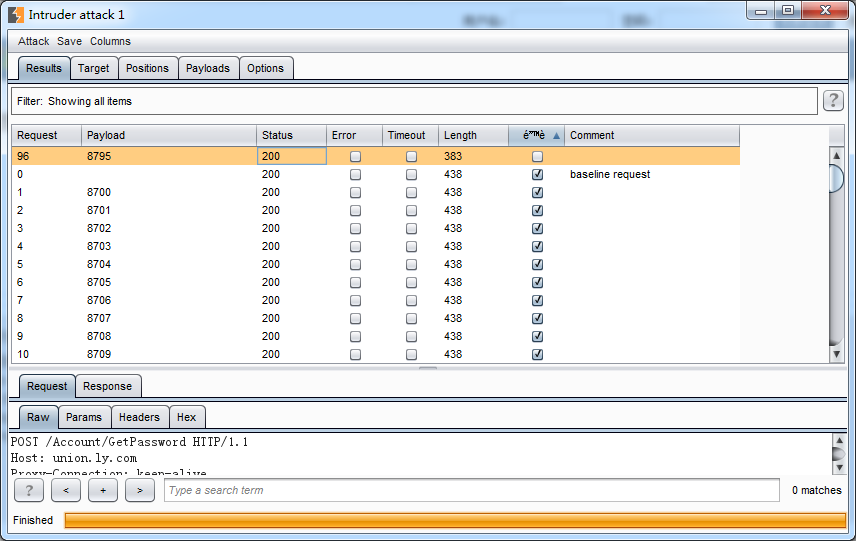 Intruder attack 1
Attack Save Columns
Results Target Positions Payloads Options
Filter: Showing all items ?
Request Payload Status Error Timeout Length é”™è Comment
96 8795 200 383
0 200 438 baseline request
1 8700 200 438
2 8701 200 438
3 8702 200 438
4 8703 200 438
5 8704 200 438
6 8705 200 438
7 8706 200 438
8 8707 200 438
9 8708 200 438
10 8709 200 438
Request Response
Raw Params Headers Hex
POST /Account/GetPassword HTTP/1.1
Host: union.ly.com
Proxy-Connection: keep-alive
? < + > Type a search term 0 matches
Finished